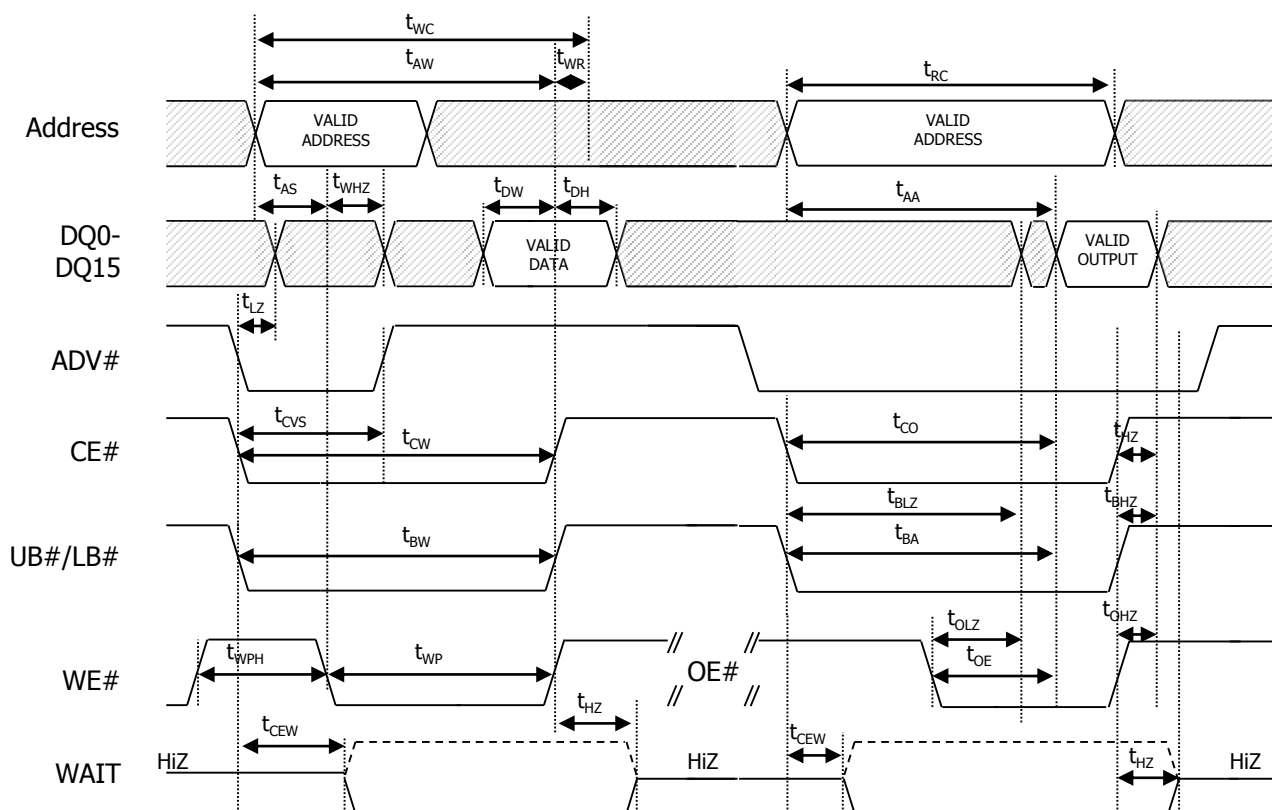 tWC
tAW
tWR
tRC
Address
VALID
ADDRESS
VALID
ADDRESS
tAS
tWHZ
tDW
tDH
tAA
DQ0-
DQ15
VALID
DATA
VALID
OUTPUT
tLZ
ADV#
tCVS
tCW
tCO
tHZ
CE#
tBLZ
tBHZ
tBW
tBA
UB#/LB#
tOLZ
tOHZ
tWPH
tWP
tOE
WE#
//
//
OE#
//
//
tHZ
tCEW
tCEW
tHZ
WAIT
HiZ
HiZ
HiZ